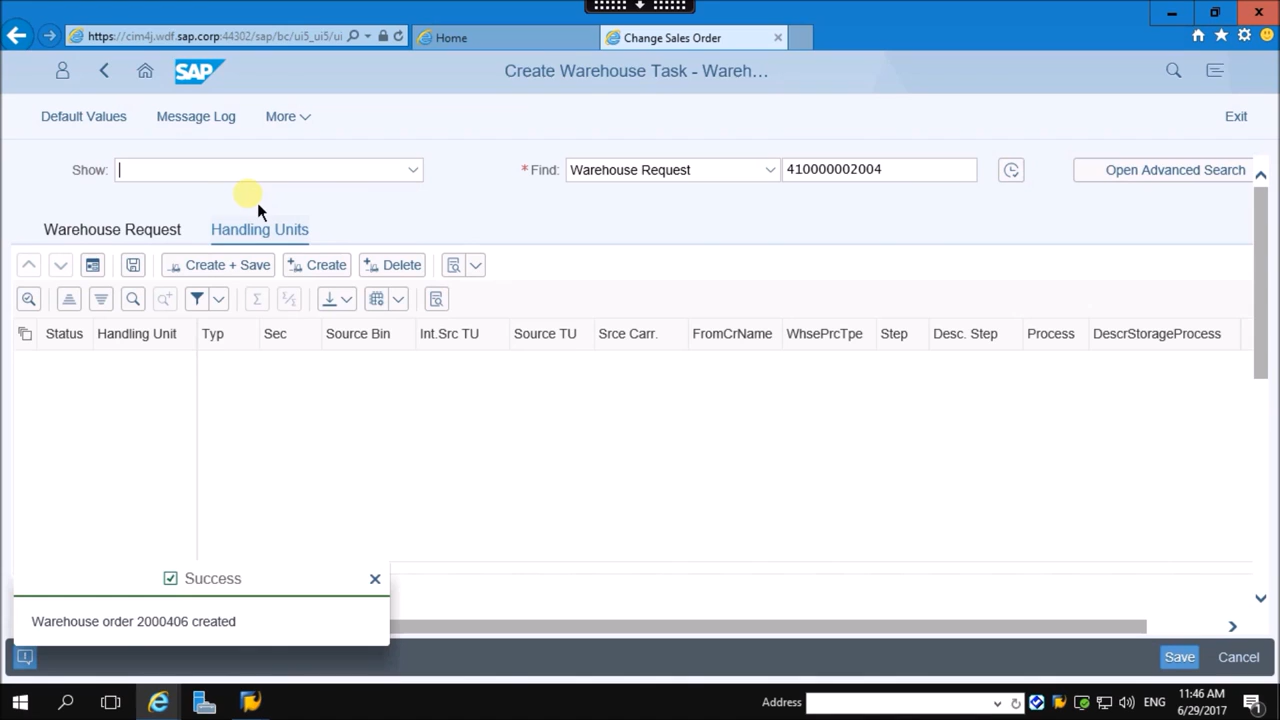 https://cim4j.wdf.sap.corp:44302/sap/bc/ui5_ui5/ui
Home
Change Sales Order
SAP
Create Warehouse Task - Wareh...
Default Values
Message Log
More
Exit
Show:
* Find:
Warehouse Request
410000002004
Open Advanced Search
Warehouse Request
Handling Units
Create + Save
Create
Delete
Status
Handling Unit
Typ
Sec
Source Bin
Int.Src TU
Source TU
Srce Carr.
FromCrName
WhsePrcTpe
Step
Desc. Step
Process
DescrStorageProcess
Success
Warehouse order 2000406 created
Save
Cancel
Address
ENG
11:46 AM
6/29/2017
1